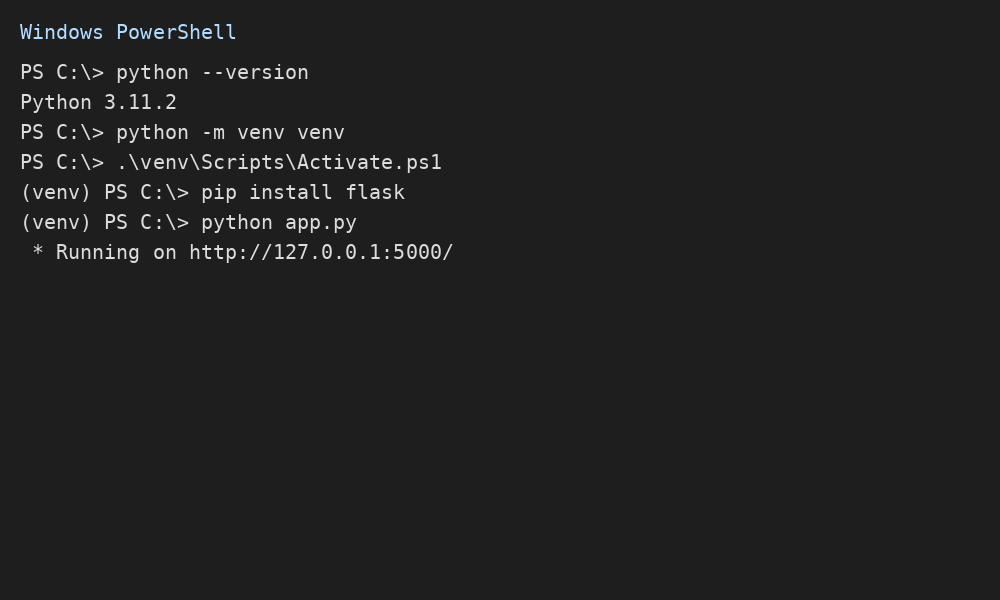 Windows PowerShell
PS C:\> python --version
Python 3.11.2
PS C:\> python -m venv venv
PS C:\> .\venv\Scripts\Activate.ps1
(venv) PS C:\> pip install flask
(venv) PS C:\> python app.py
 * Running on http://127.0.0.1:5000/